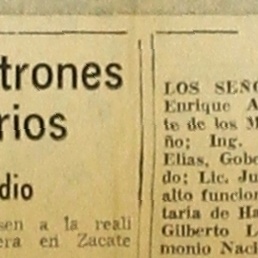 trones
rios
dio
sen a la reali
era en Zacate
LOS SEÑO
Enrique A
te de los M
ño; Ing.
Elias, Gobe
do; Lic. Ju
alto funcion
taria de Ha
Gilberto L
monio Naci